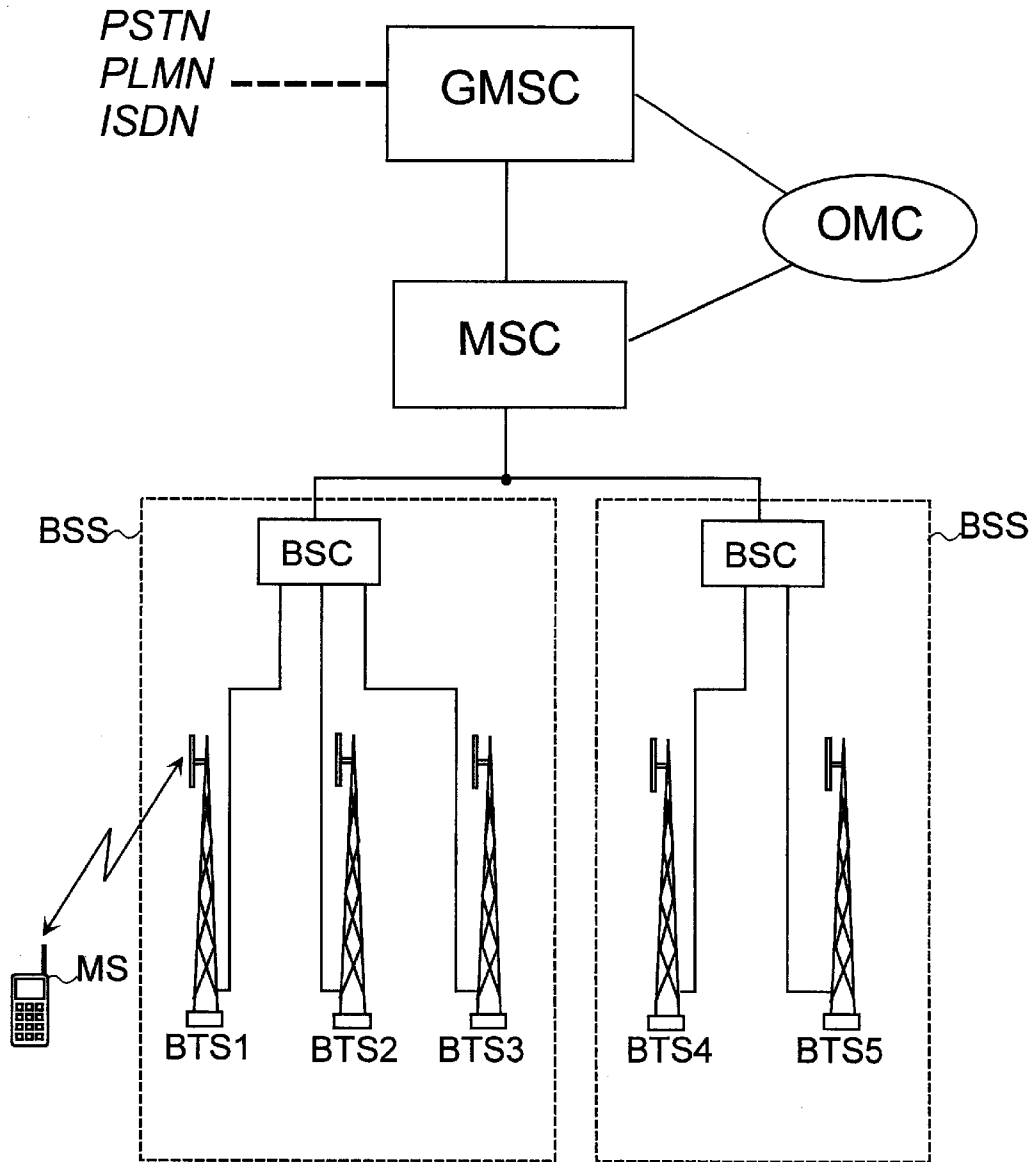 PSTN
PLMN
ISDN
GMSC
OMC
MSC
BSS
BSC
BSC
BSS
MS
BTS1
BTS2
BTS3
BTS4
BTS5